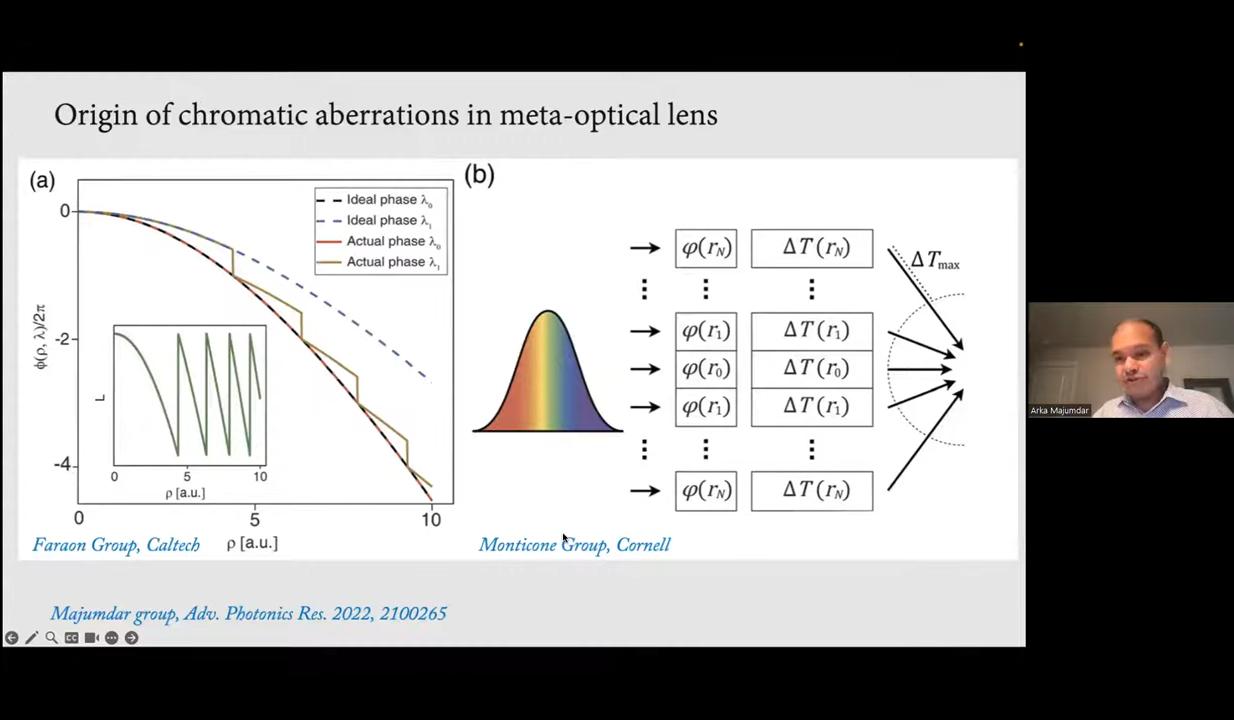 Origin of chromatic aberrations in meta-optical lens
(a)
0
-2
-4
ϕ(ρ, λ)/2π
Ideal phase λ₀
Ideal phase λ₁
Actual phase λ₀
Actual phase λ₁
L
0 5 10
ρ [a.u.]
0 5 10
ρ [a.u.]
Faraon Group, Caltech
(b)
φ(r_N) ΔT(r_N)
ΔT_max
φ(r₁) ΔT(r₁)
φ(r₀) ΔT(r₀)
φ(r₁) ΔT(r₁)
φ(r_N) ΔT(r_N)
Monticone Group, Cornell
Majumdar group, Adv. Photonics Res. 2022, 2100265
CC
Arka Majumdar